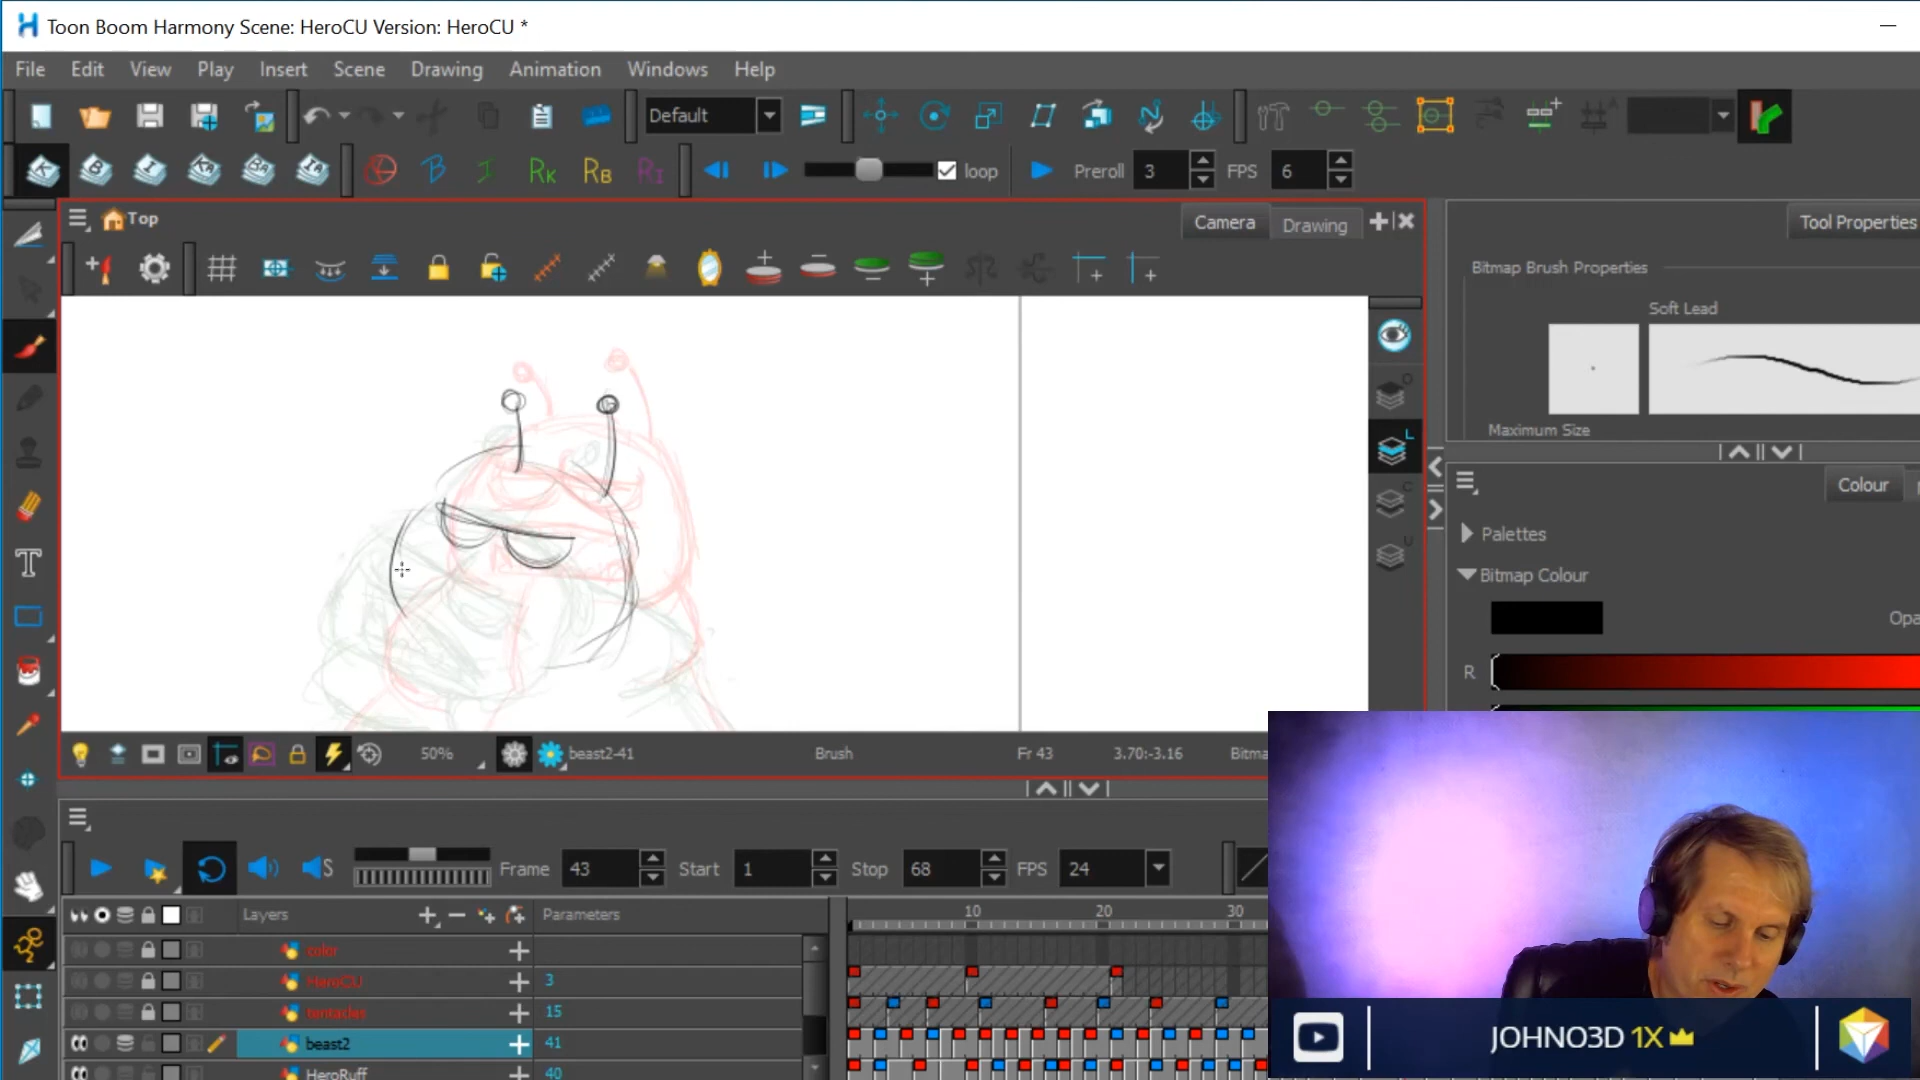 Toon Boom Harmony Scene: HeroCU Version: HeroCU *
File Edit View Play Insert Scene Drawing Animation Windows Help
Default
loop Preroll 3 FPS 6
Top Camera Drawing
Tool Properties
Bitmap Brush Properties
Soft Lead
Maximum Size
Colour
Palettes
Bitmap Colour
Opa
R
50% beast2-41 Brush Fr 43 3.70:-3.16 Bitma
Frame 43 Start 1 Stop 68 FPS 24
Layers Parameters 10 20 30
color
HeroCU 3
tentacles 15
beast2 41
HeroRuff 40
JOHNO3D 1X